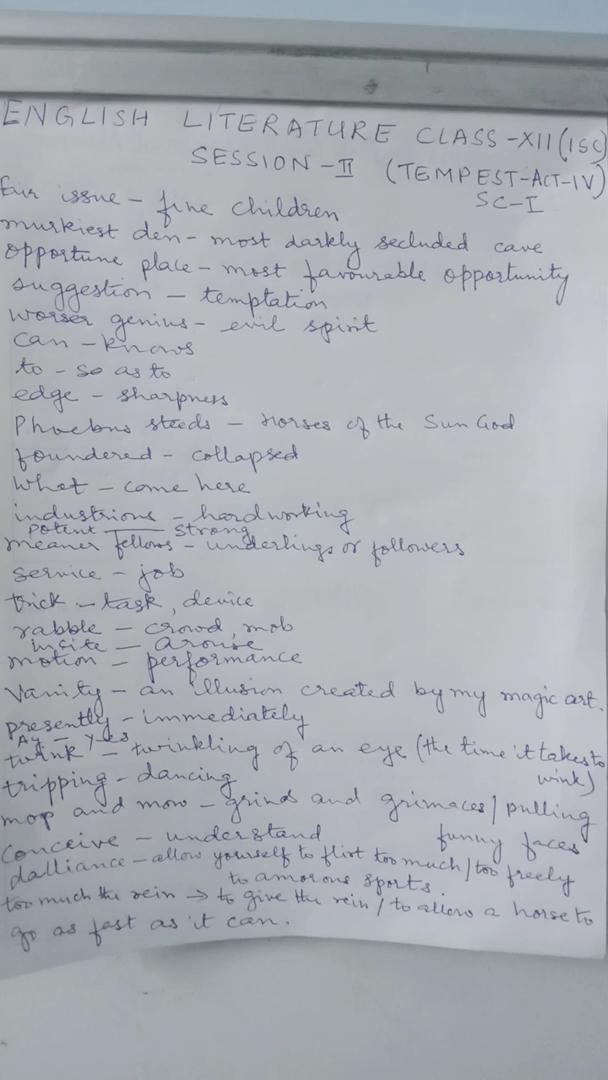 ENGLISH LITERATURE CLASS-XII (ISC)
SESSION-II (TEMPEST-ACT-IV)
SC-I
fair issue - fine children
murkiest den - most darkly secluded cave
opportune place - most favourable opportunity
suggestion - temptation
worser genius - evil spirit
can - knows
to - so as to
edge - sharpness
Phoebus steeds - Horses of the Sun God
foundered - collapsed
What - come here
industrious - hardworking
potent - strong
meaner fellows - underlings or followers
service - job
trick - task, device
rabble - crowd, mob
incite - arouse
motion - performance
Vanity - an illusion created by my magic art.
presently - immediately
Ay - yes
twink - twinkling of an eye (the time it takes to
wink)
tripping - dancing
mop and mow - grins and grimaces/pulling
funny faces
Conceive - understand
dalliance - allow yourself to flirt too much/too freely
to amorous sports.
too much the rein → to give the rein/to allow a horse to
go as fast as it can.